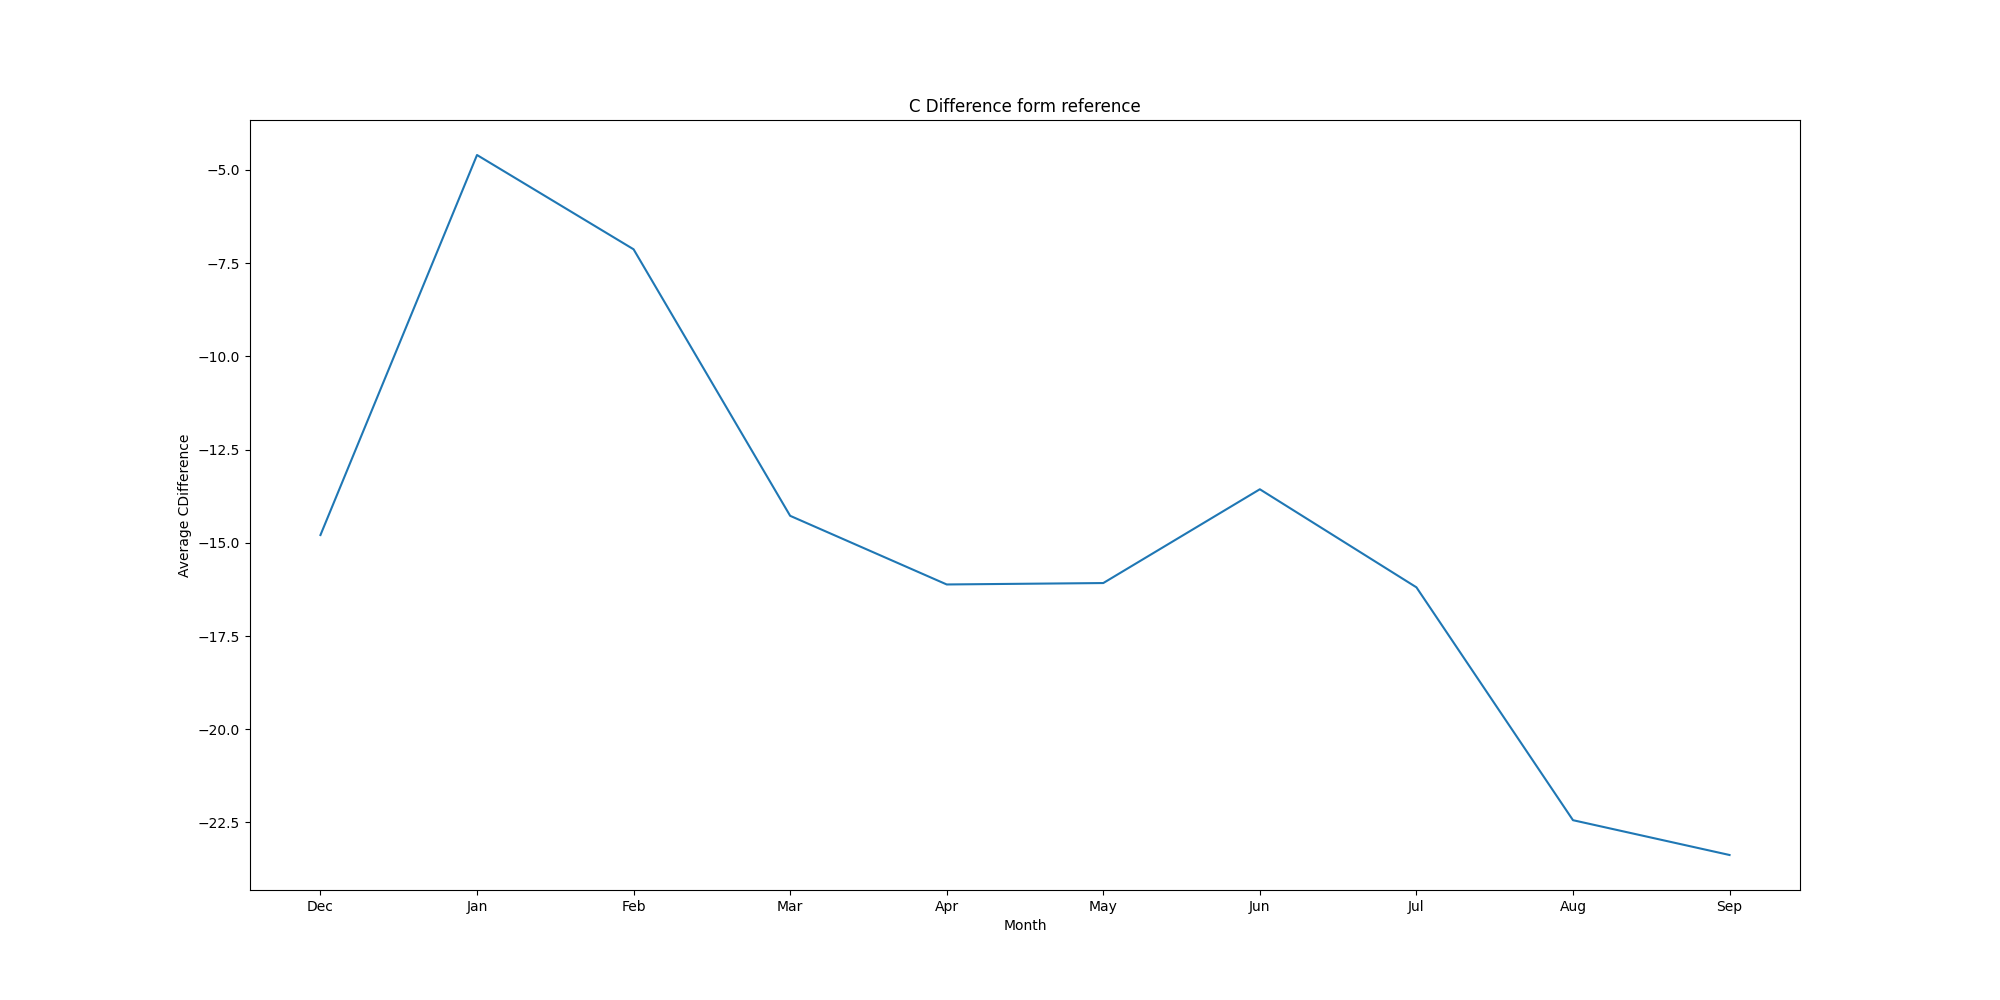 C Difference form reference
Average CDifference
−5.0
−7.5
−10.0
−12.5
−15.0
−17.5
−20.0
−22.5
Dec Jan Feb Mar Apr May Jun Jul Aug Sep
Month